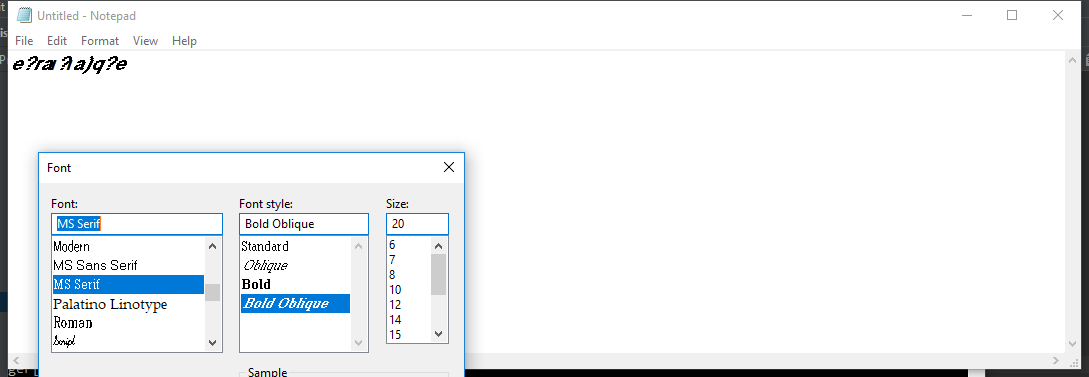 Untitled - Notepad
File Edit Format View Help
e?ra?a)q?e
Font
Font: Font style: Size:
MS Serif Bold Oblique 20
Modern Standard 6
MS Sans Serif Oblique 7
MS Serif Bold 8
Palatino Linotype Bold Oblique 10
Roman 12
Script 14
15
Sample